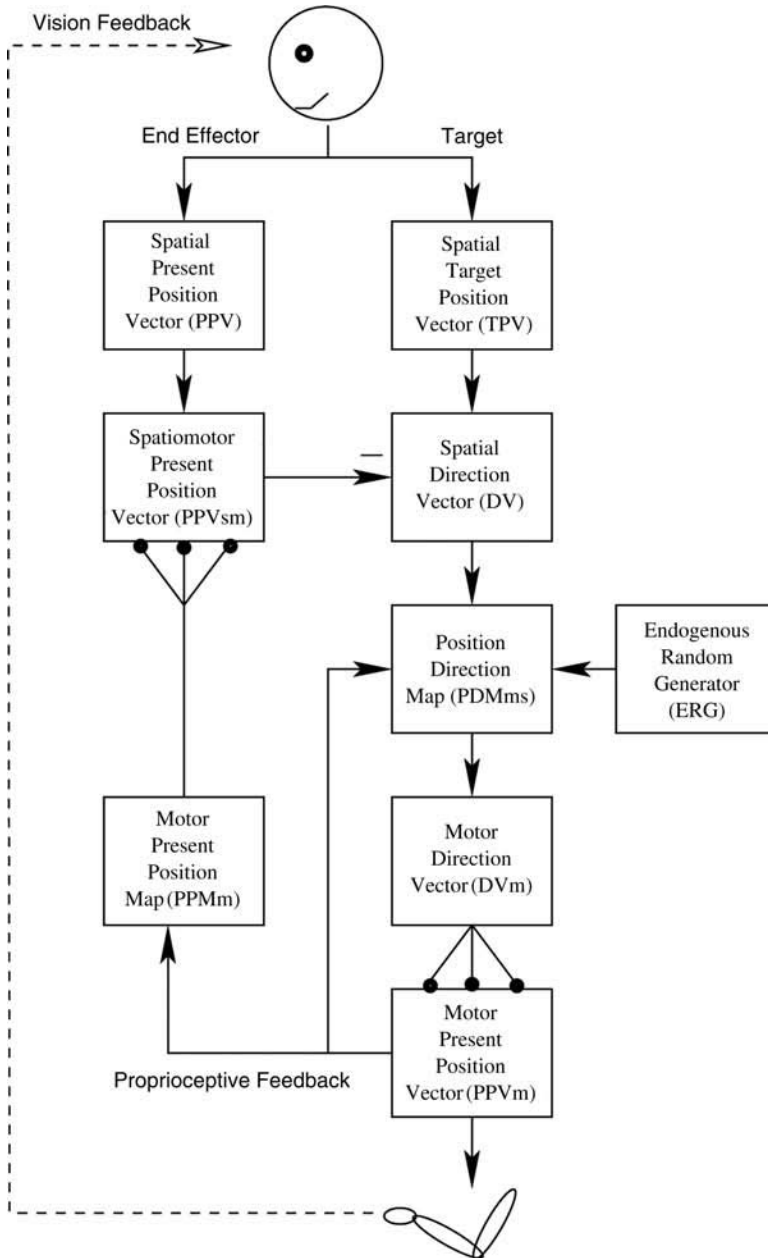 Vision Feedback
End Effector
Target
Spatial
Present
Position
Vector (PPV)
Spatial
Target
Position
Vector (TPV)
Spatiomotor
Present
Position
Vector (PPVsm)
—
Spatial
Direction
Vector (DV)
Position
Direction
Map (PDMms)
Endogenous
Random
Generator
(ERG)
Motor
Present
Position
Map (PPMm)
Motor
Direction
Vector (DVm)
Proprioceptive Feedback
Motor
Present
Position
Vector (PPVm)